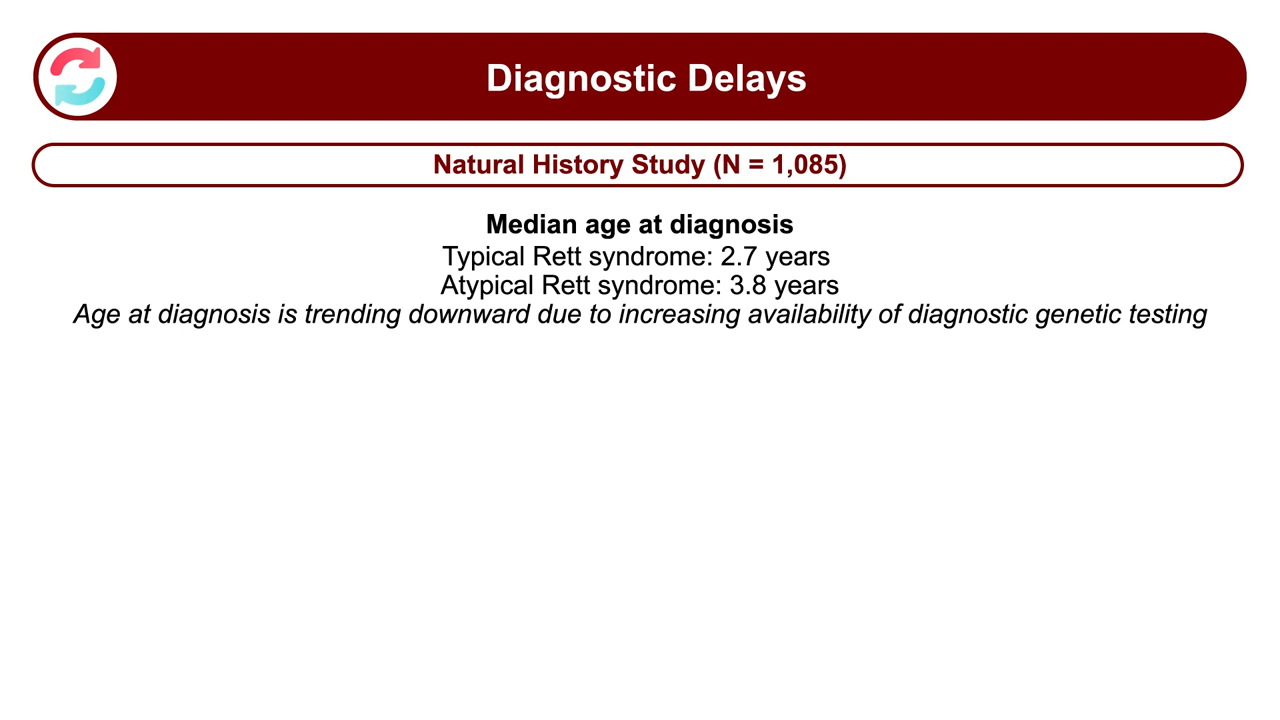 Diagnostic Delays
Natural History Study (N = 1,085)
Median age at diagnosis
Typical Rett syndrome: 2.7 years
Atypical Rett syndrome: 3.8 years
Age at diagnosis is trending downward due to increasing availability of diagnostic genetic testing